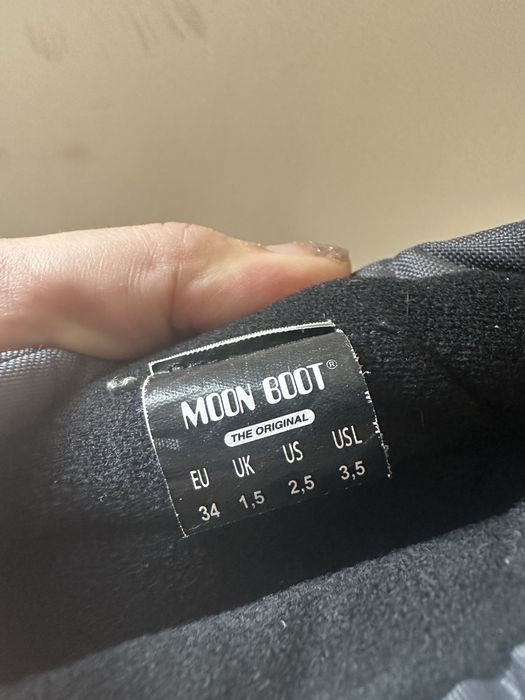 MOON BOOT®
THE ORIGINAL
EU UK US USL
34 1,5 2,5 3,5